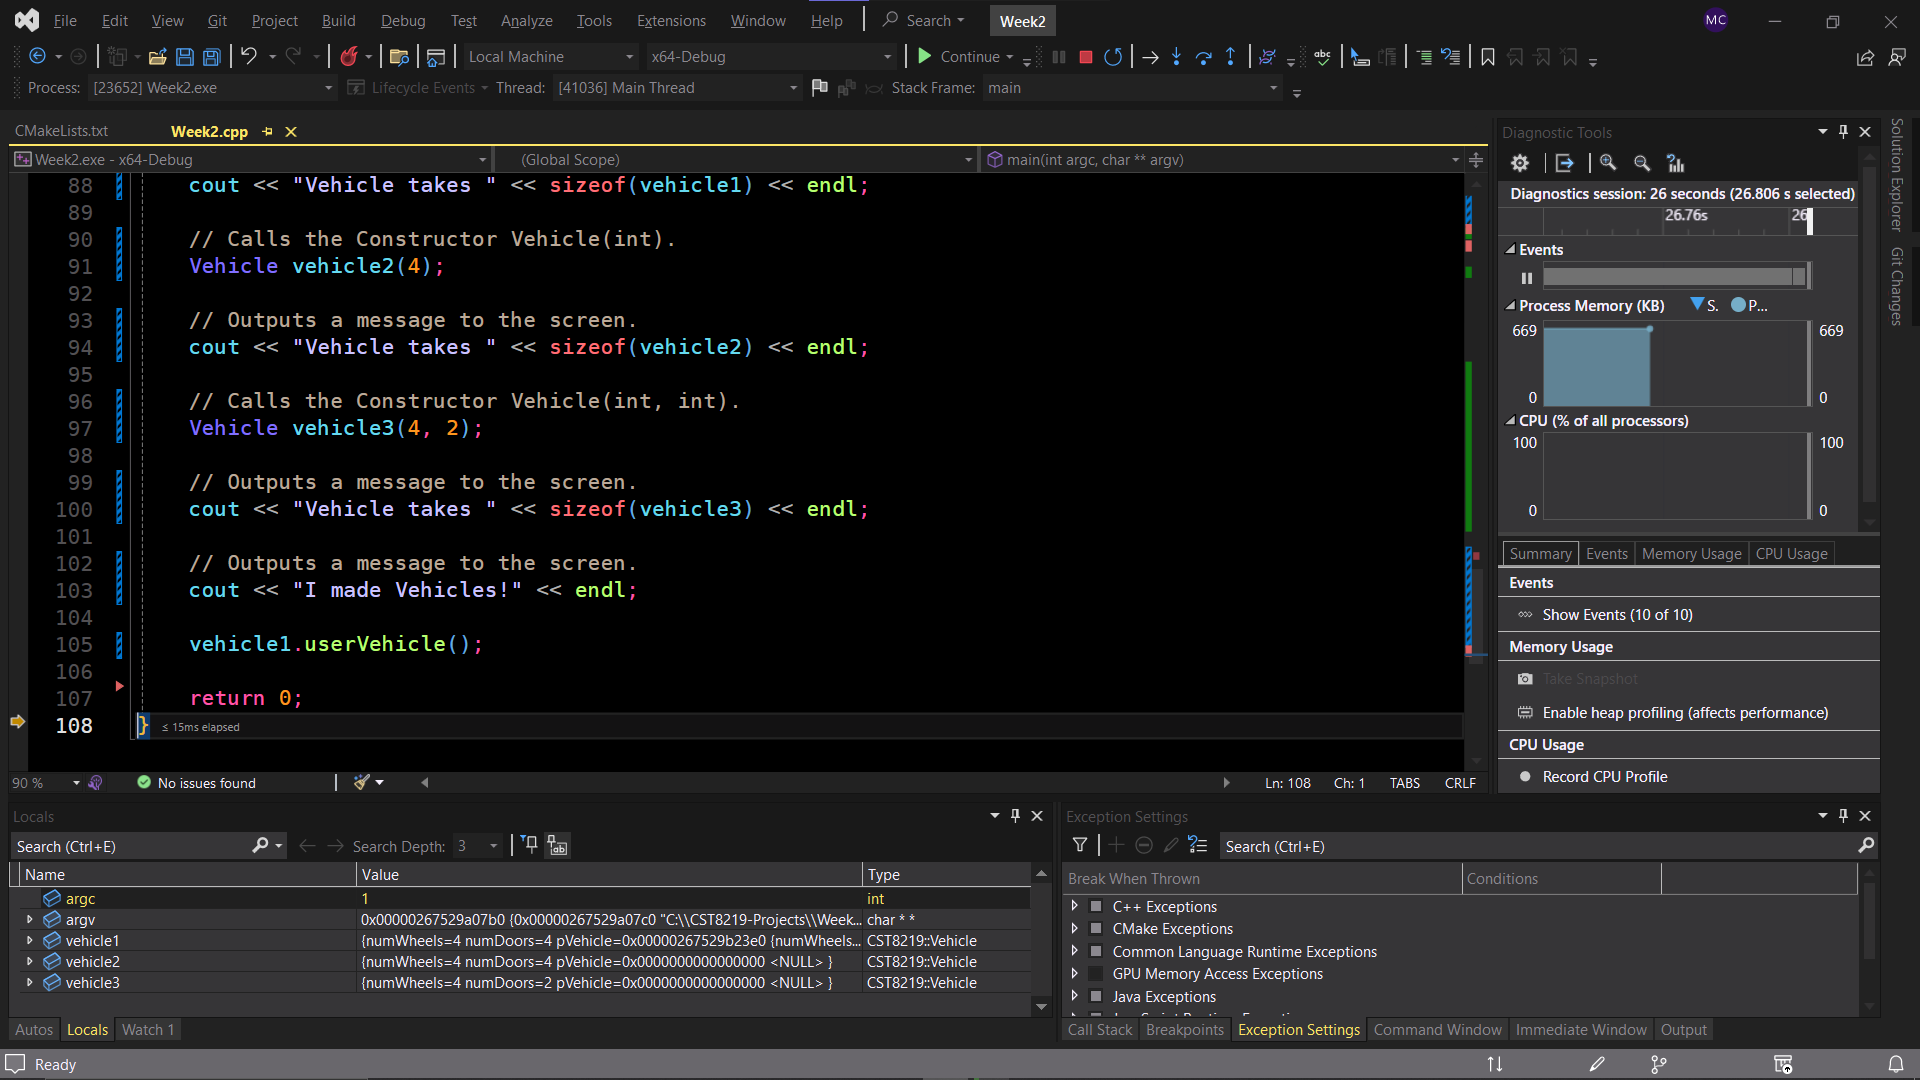 File Edit View Git Project Build Debug Test Analyze Tools Extensions Window Help Search Week2 MC
Local Machine x64-Debug Continue
Process: [23652] Week2.exe Lifecycle Events Thread: [41036] Main Thread Stack Frame: main
CMakeLists.txt Week2.cpp
Week2.exe - x64-Debug (Global Scope) main(int argc, char ** argv)
88 cout << "Vehicle takes " << sizeof(vehicle1) << endl;
89
90 // Calls the Constructor Vehicle(int).
91 Vehicle vehicle2(4);
92
93 // Outputs a message to the screen.
94 cout << "Vehicle takes " << sizeof(vehicle2) << endl;
95
96 // Calls the Constructor Vehicle(int, int).
97 Vehicle vehicle3(4, 2);
98
99 // Outputs a message to the screen.
100 cout << "Vehicle takes " << sizeof(vehicle3) << endl;
101
102 // Outputs a message to the screen.
103 cout << "I made Vehicles!" << endl;
104
105 vehicle1.userVehicle();
106
107 return 0;
108 } ≤ 15ms elapsed
90 % No issues found Ln: 108 Ch: 1 TABS CRLF
Diagnostic Tools
Diagnostics session: 26 seconds (26.806 s selected)
26.76s 26
Events
Process Memory (KB) S. P...
669 669
0 0
CPU (% of all processors)
100 100
0 0
Summary Events Memory Usage CPU Usage
Events
Show Events (10 of 10)
Memory Usage
Take Snapshot
Enable heap profiling (affects performance)
CPU Usage
Record CPU Profile
Solution Explorer
Git Changes
Locals
Search (Ctrl+E) Search Depth: 3
Name Value Type
argc 1 int
argv 0x00000267529a07b0 {0x00000267529a07c0 "C:\\CST8219-Projects\\Week... char * *
vehicle1 {numWheels=4 numDoors=4 pVehicle=0x00000267529b23e0 {numWheels... CST8219::Vehicle
vehicle2 {numWheels=4 numDoors=4 pVehicle=0x0000000000000000 <NULL> } CST8219::Vehicle
vehicle3 {numWheels=4 numDoors=2 pVehicle=0x0000000000000000 <NULL> } CST8219::Vehicle
Autos Locals Watch 1
Exception Settings
Search (Ctrl+E)
Break When Thrown Conditions
C++ Exceptions
CMake Exceptions
Common Language Runtime Exceptions
GPU Memory Access Exceptions
Java Exceptions
Call Stack Breakpoints Exception Settings Command Window Immediate Window Output
Ready